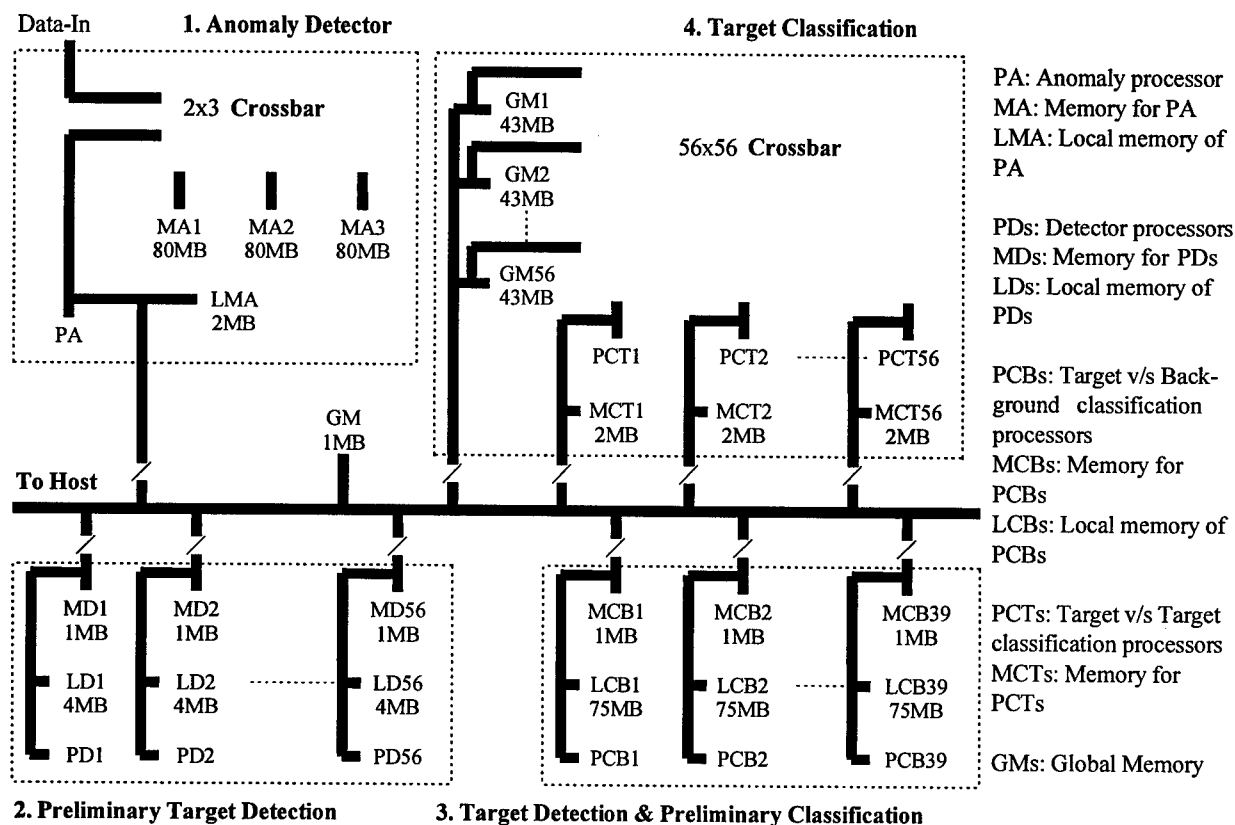 Data-In
1. Anomaly Detector
2x3 Crossbar
MA1 MA2 MA3
80MB 80MB 80MB
LMA
2MB
PA
4. Target Classification
GM1
43MB
GM2
43MB
GM56
43MB
56x56 Crossbar
PCT1 PCT2 PCT56
MCT1 MCT2 MCT56
2MB 2MB 2MB
GM
1MB
To Host
MD1 MD2 MD56
1MB 1MB 1MB
LD1 LD2 LD56
4MB 4MB 4MB
PD1 PD2 PD56
2. Preliminary Target Detection
MCB1 MCB2 MCB39
1MB 1MB 1MB
LCB1 LCB2 LCB39
75MB 75MB 75MB
PCB1 PCB2 PCB39
3. Target Detection & Preliminary Classification
PA: Anomaly processor
MA: Memory for PA
LMA: Local memory of
PA
PDs: Detector processors
MDs: Memory for PDs
LDs: Local memory of
PDs
PCBs: Target v/s Back-
ground classification
processors
MCBs: Memory for
PCBs
LCBs: Local memory of
PCBs
PCTs: Target v/s Target
classification processors
MCTs: Memory for
PCTs
GMs: Global Memory